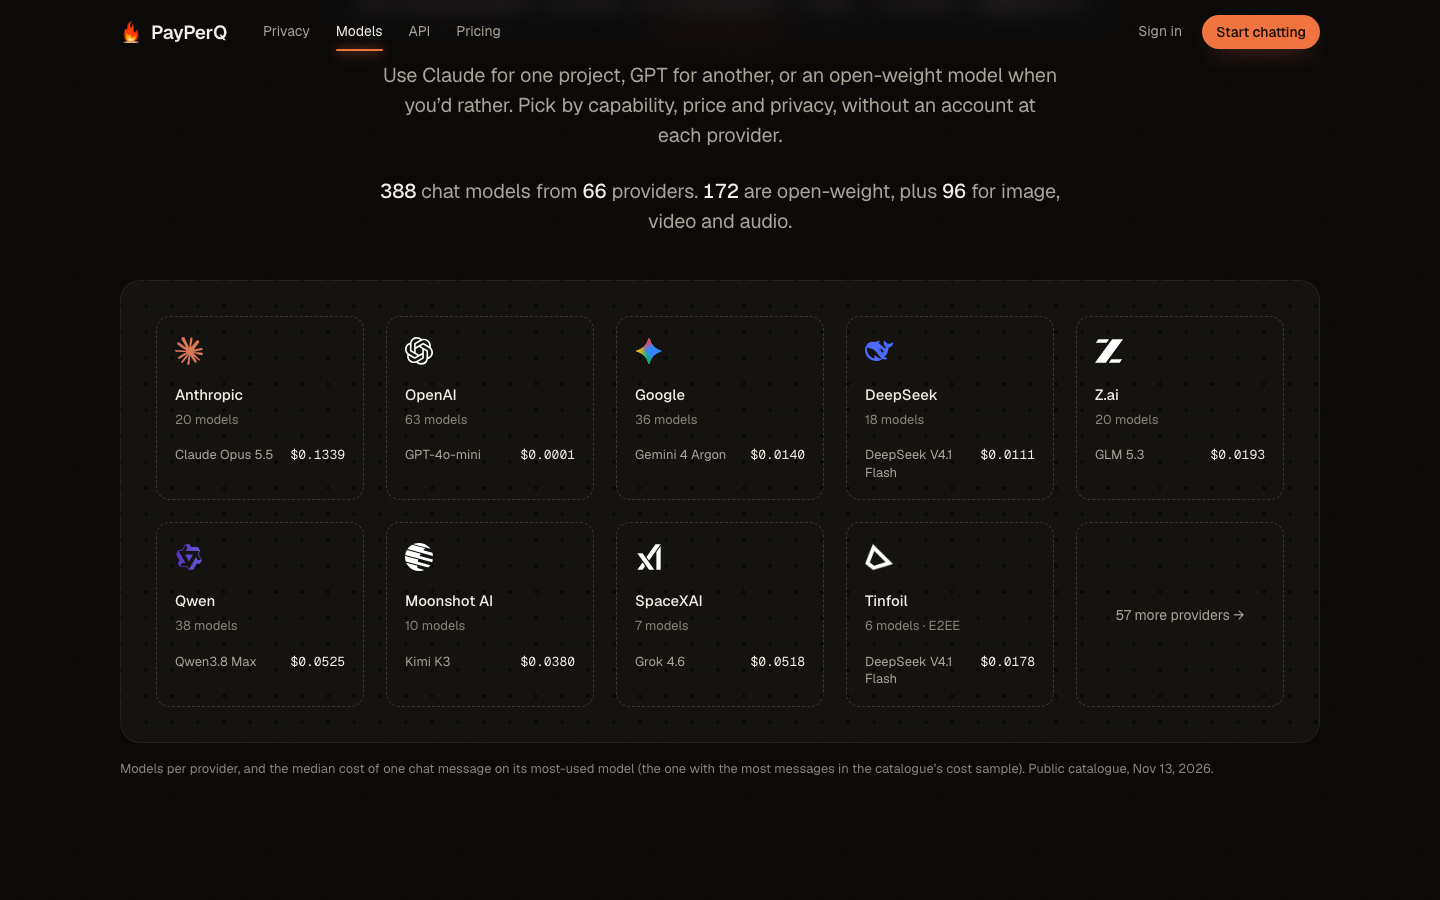 PayPerQ
Privacy
Models
API
Pricing
Sign in
Start chatting
Use Claude for one project, GPT for another, or an open-weight model when
you’d rather. Pick by capability, price and privacy, without an account at
each provider.
388 chat models from 66 providers. 172 are open-weight, plus 96 for image,
video and audio.
Anthropic
20 models
Claude Opus 5.5 $0.1339
OpenAI
63 models
GPT-4o-mini $0.0001
Google
36 models
Gemini 4 Argon $0.0140
DeepSeek
18 models
DeepSeek V4.1 $0.0111
Flash
Z.ai
20 models
GLM 5.3 $0.0193
Qwen
38 models
Qwen3.8 Max $0.0525
Moonshot AI
10 models
Kimi K3 $0.0380
SpaceXAI
7 models
Grok 4.6 $0.0518
Tinfoil
6 models · E2EE
DeepSeek V4.1 $0.0178
Flash
57 more providers →
Models per provider, and the median cost of one chat message on its most-used model (the one with the most messages in the catalogue’s cost sample). Public catalogue, Nov 13, 2026.